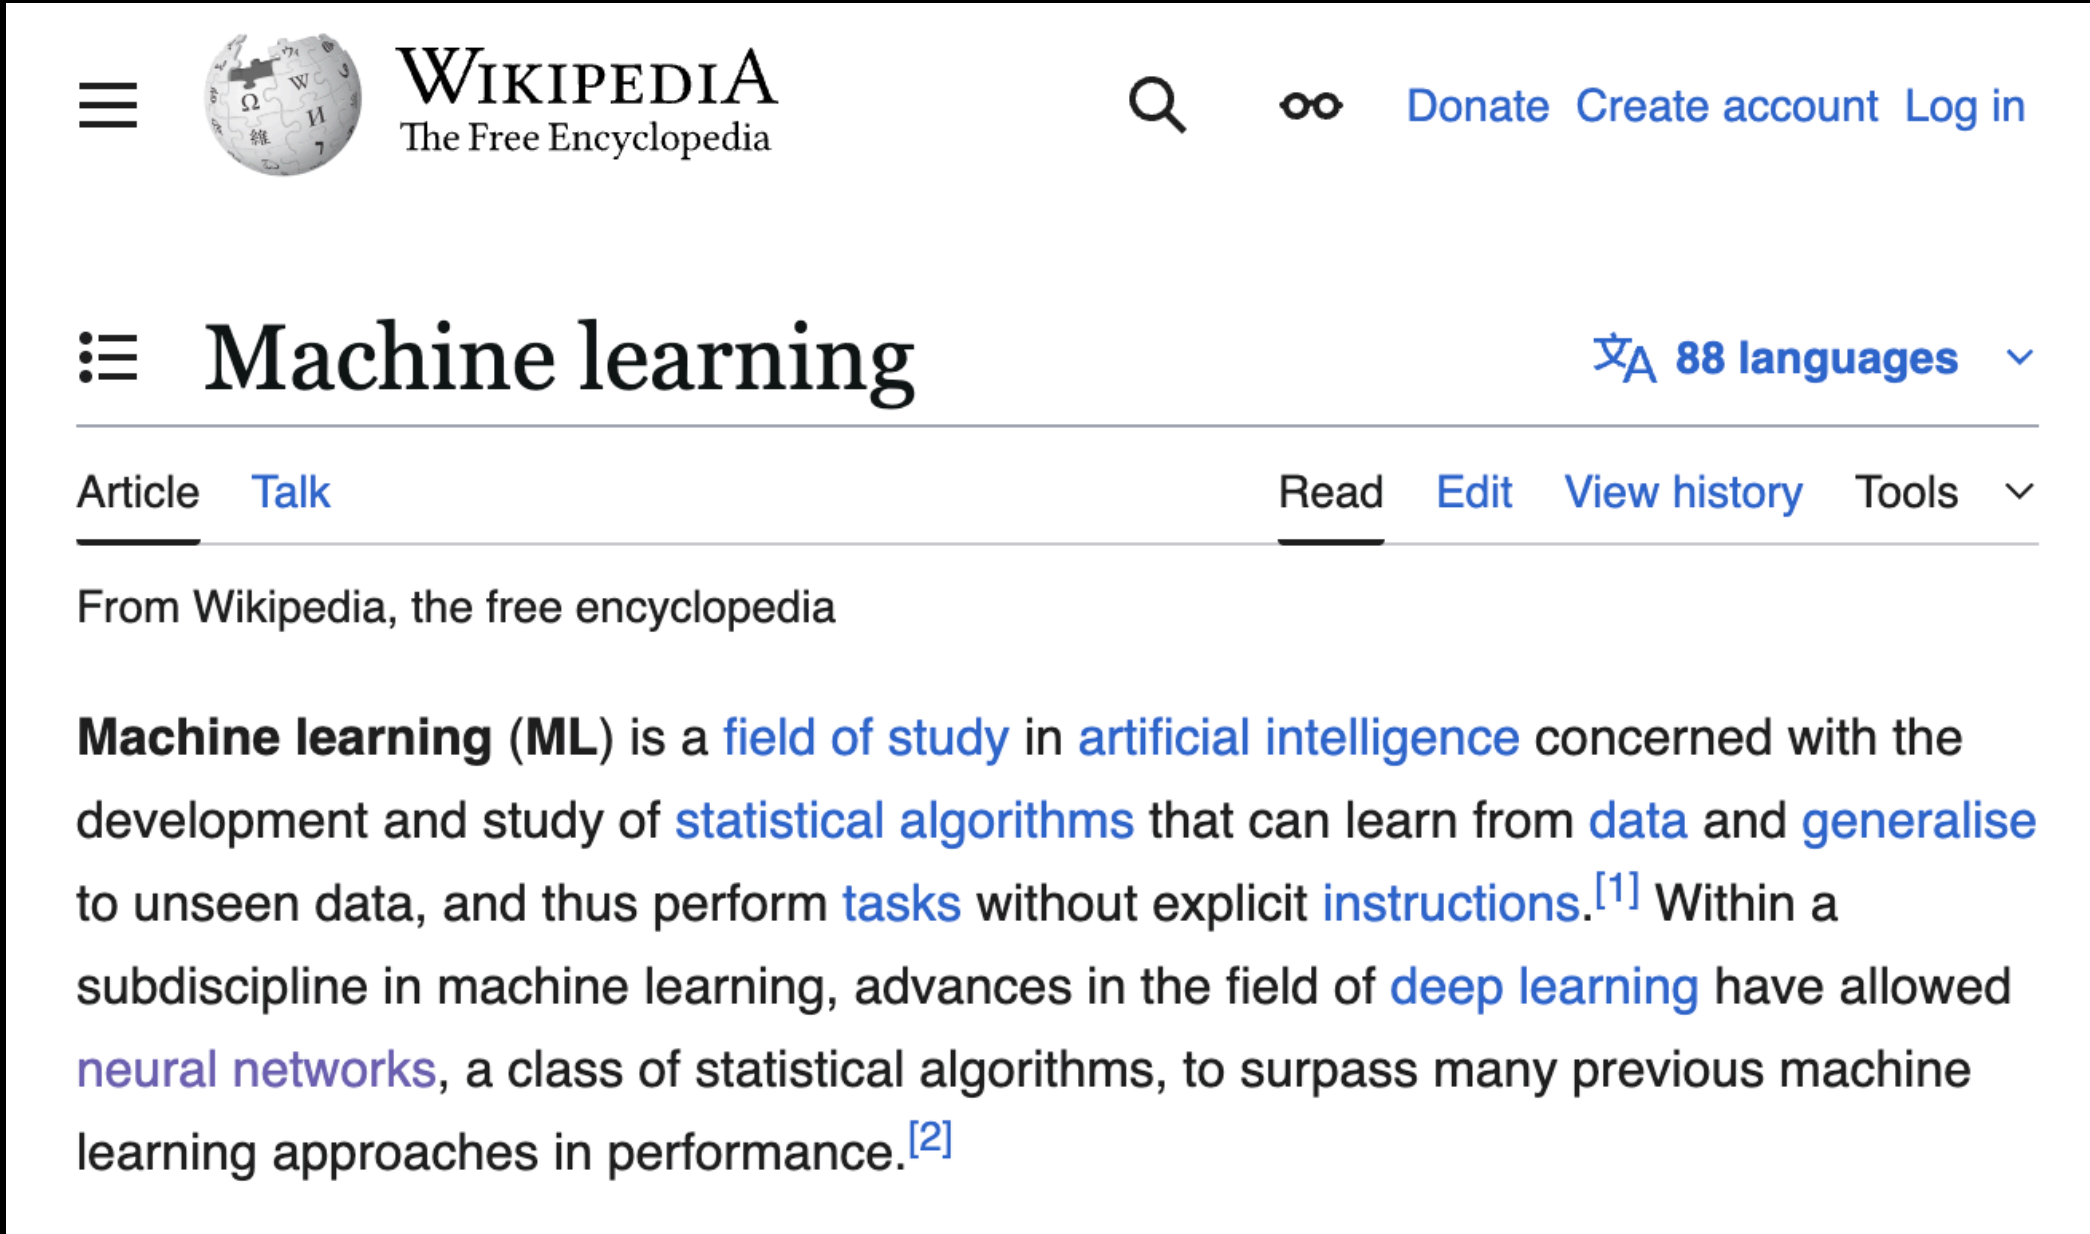 WIKIPEDIA
The Free Encyclopedia
Donate Create account Log in
Machine learning
88 languages
Article Talk Read Edit View history Tools
From Wikipedia, the free encyclopedia
Machine learning (ML) is a field of study in artificial intelligence concerned with the
development and study of statistical algorithms that can learn from data and generalise
to unseen data, and thus perform tasks without explicit instructions.[1] Within a
subdiscipline in machine learning, advances in the field of deep learning have allowed
neural networks, a class of statistical algorithms, to surpass many previous machine
learning approaches in performance.[2]